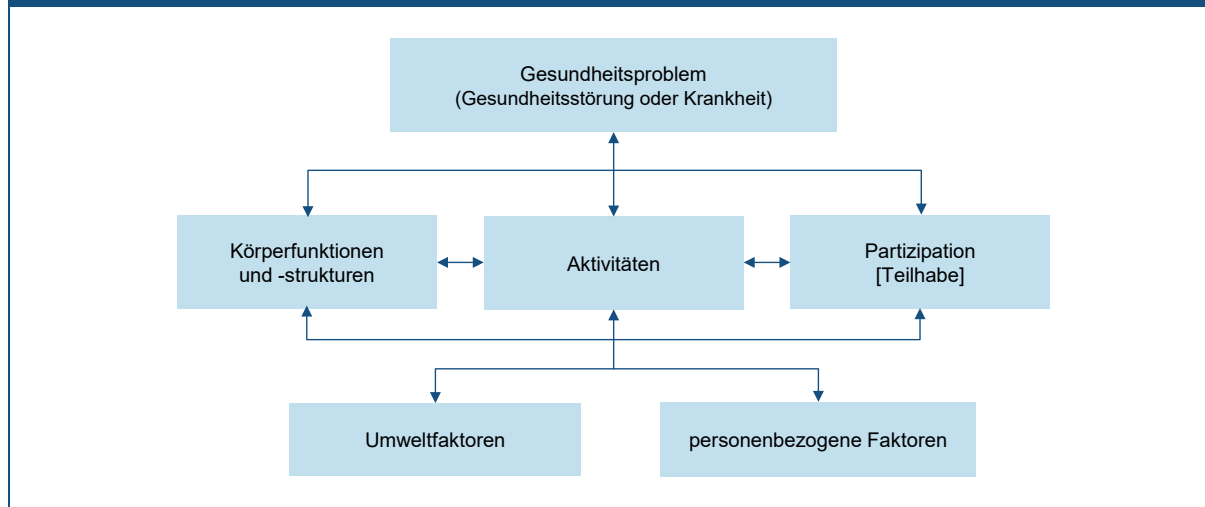 Gesundheitsproblem
(Gesundheitsstörung oder Krankheit)
Körperfunktionen
und -strukturen
Aktivitäten
Partizipation
[Teilhabe]
Umweltfaktoren
personenbezogene Faktoren